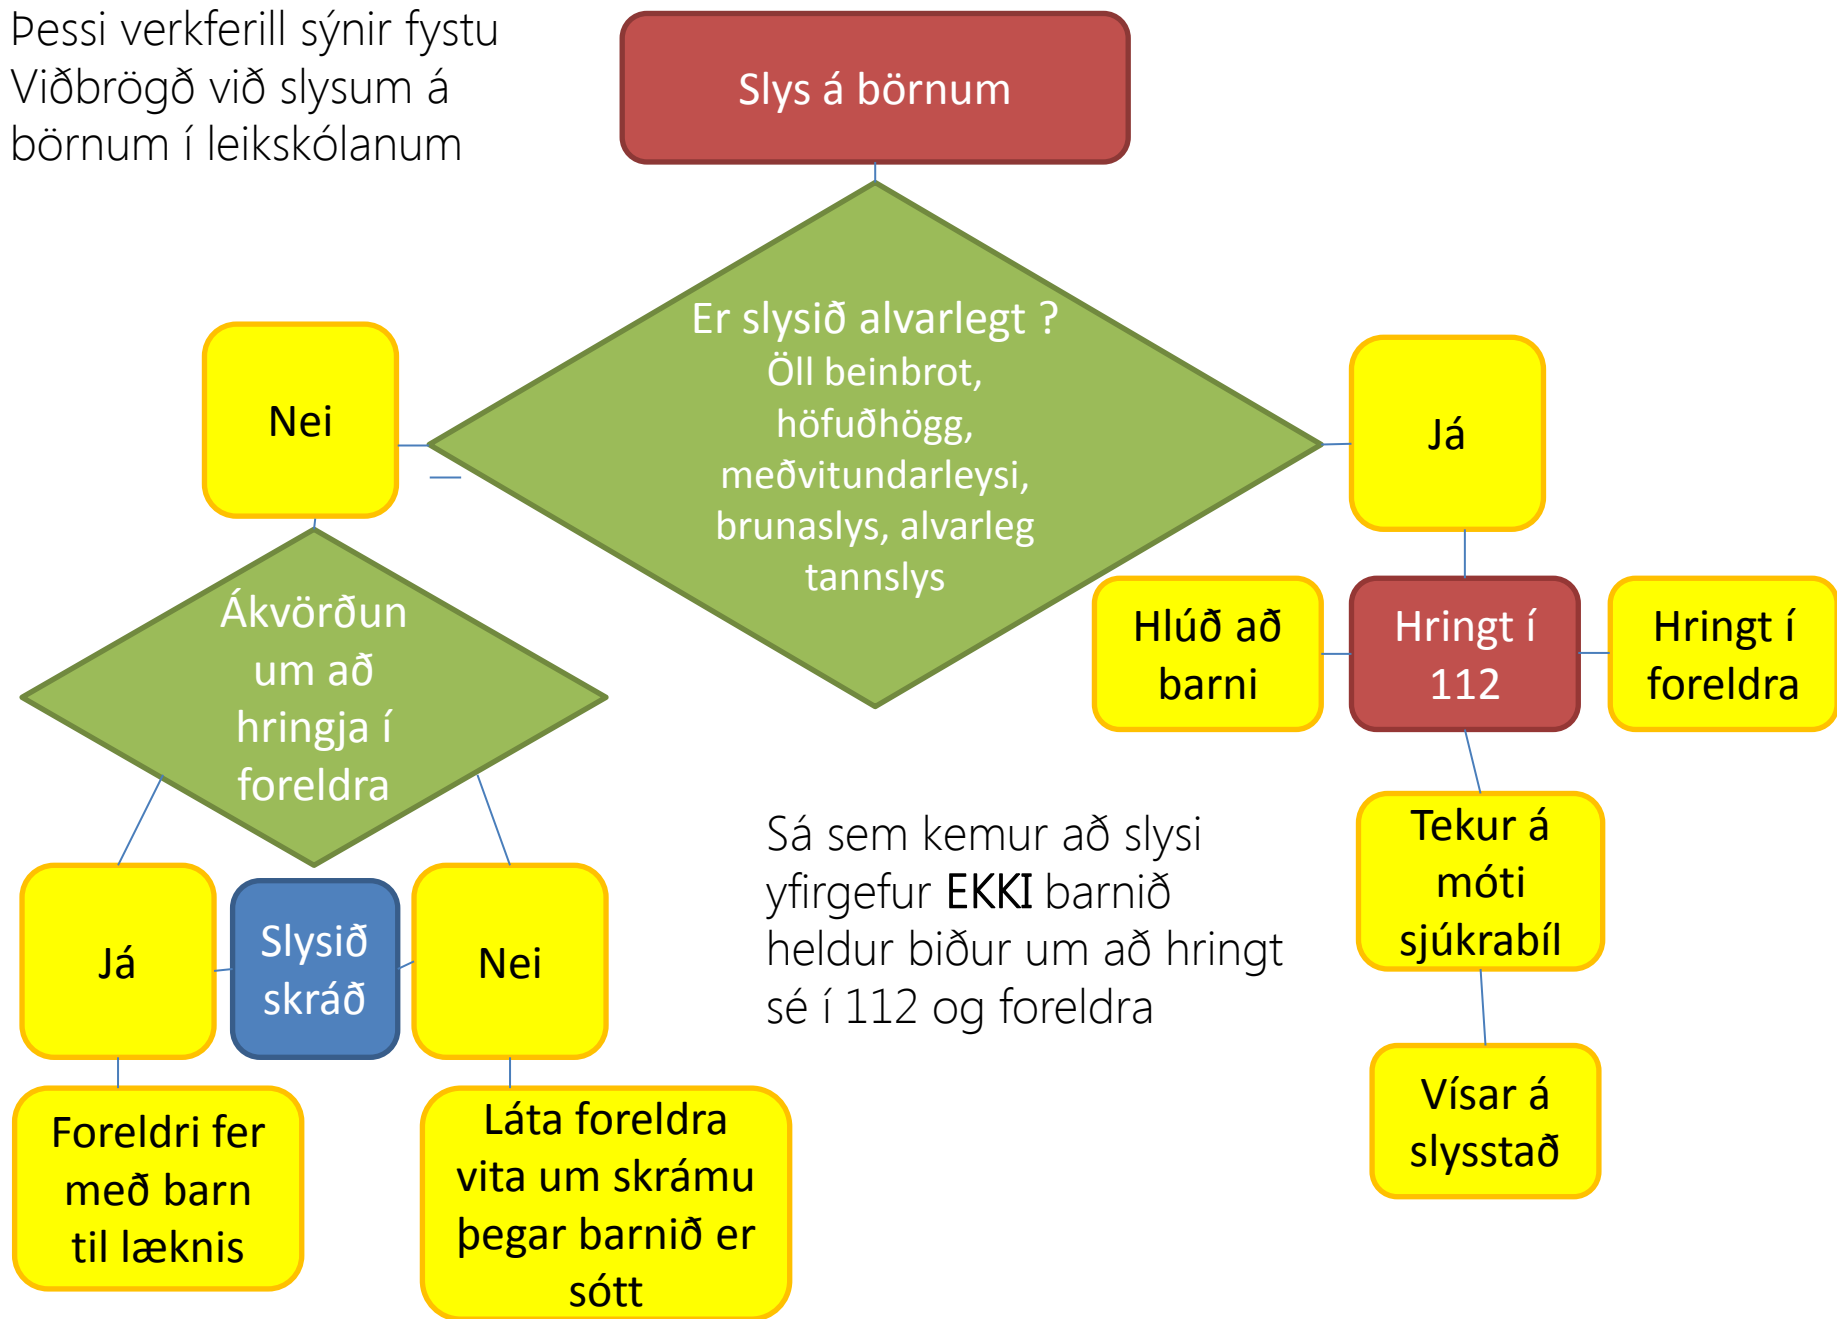 Þessi verkferill sýnir fystu
Viðbrögð við slysum á
börnum í leikskólanum
Slys á börnum
Er slysið alvarlegt ?
Öll beinbrot,
höfuðhögg,
meðvitundarleysi,
brunaslys, alvarleg
tannslys
Nei
Já
Ákvörðun
um að
hringja í
foreldra
Hlúð að
barni
Hringt í
112
Hringt í
foreldra
Já
Slysið
skráð
Nei
Sá sem kemur að slysi
yfirgefur EKKI barnið
heldur biður um að hringt
sé í 112 og foreldra
Tekur á
móti
sjúkrabíl
Foreldri fer
með barn
til læknis
Láta foreldra
vita um skrámu
þegar barnið er
sótt
Vísar á
slysstað